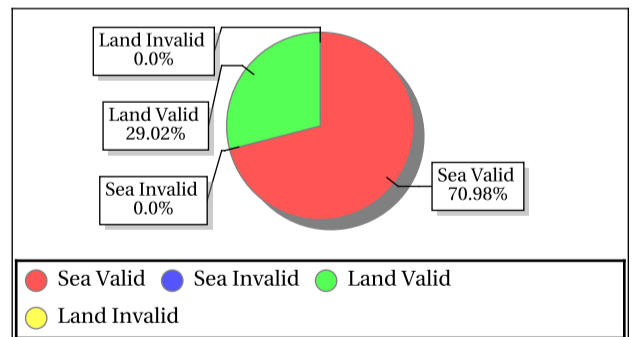 Land Invalid
0.0%
Land Valid
29.02%
Sea Invalid
0.0%
Sea Valid
70.98%
Sea Valid Sea Invalid Land Valid
Land Invalid